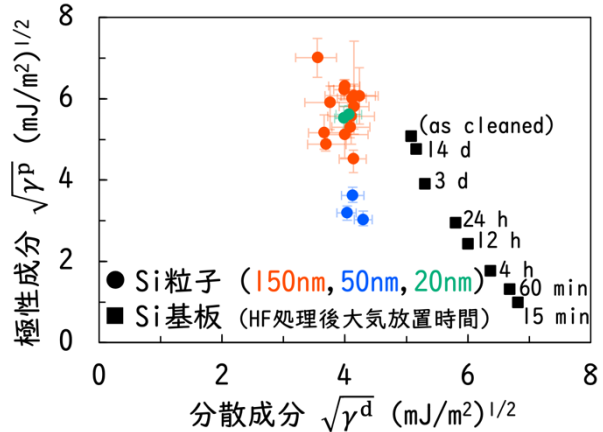 8
6
4
2
0
極性成分 √γᵖ (mJ/m²)¹/²
(as cleaned)
14 d
3 d
24 h
12 h
4 h
60 min
15 min
● Si粒子 (150nm, 50nm, 20nm)
■ Si基板 (HF処理後大気放置時間)
0 2 4 6 8
分散成分 √γᵈ (mJ/m²)¹/²